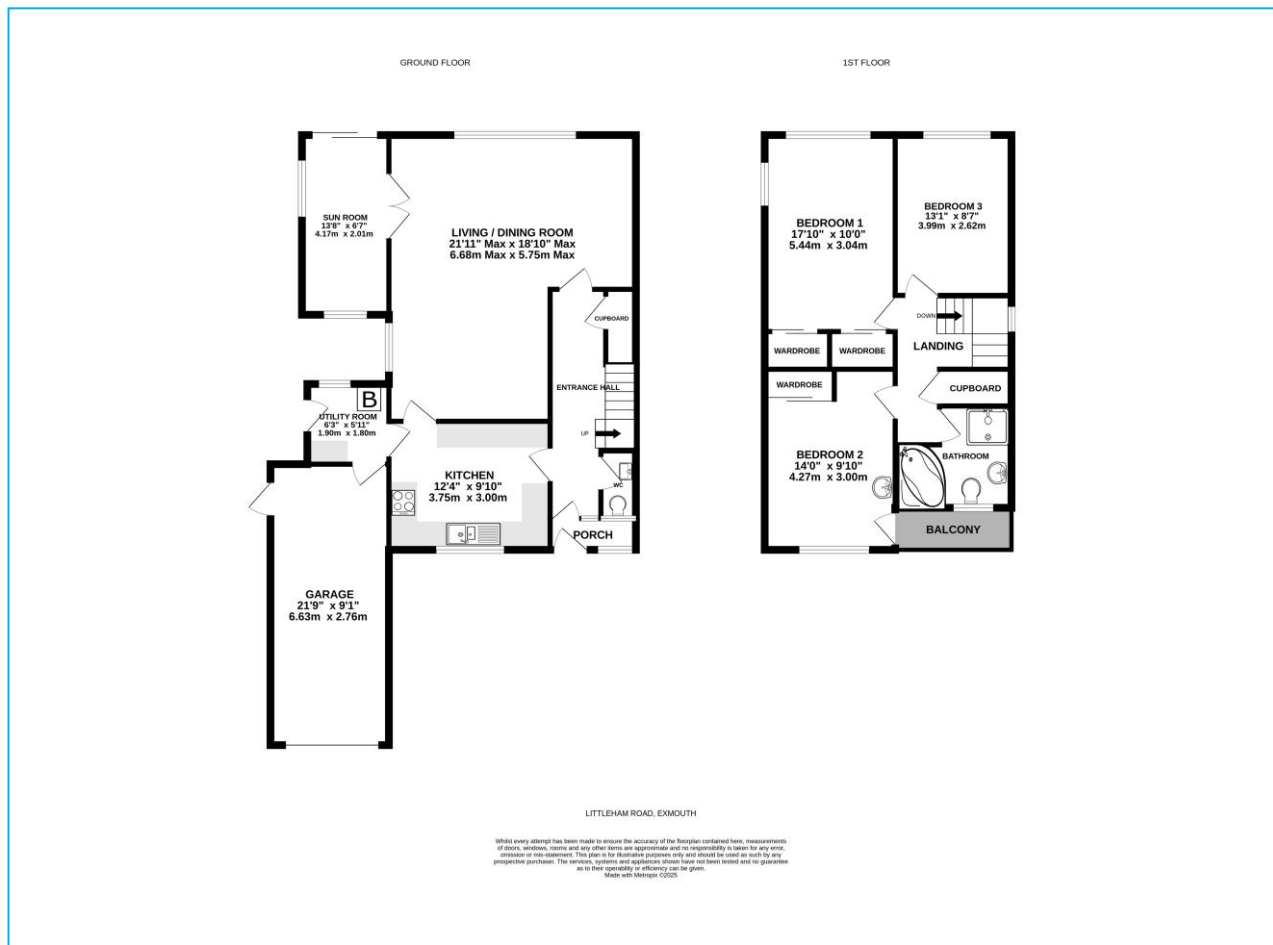 GROUND FLOOR
1ST FLOOR
SUN ROOM
13'8" x 6'7"
4.17m x 2.01m
LIVING / DINING ROOM
21'11" Max x 18'10" Max
6.68m Max x 5.75m Max
CUPBOARD
ENTRANCE HALL
UP
B
UTILITY ROOM
6'3" x 5'11"
1.90m x 1.80m
KITCHEN
12'4" x 9'10"
3.75m x 3.00m
WC
PORCH
GARAGE
21'9" x 9'1"
6.63m x 2.76m
BEDROOM 1
17'10" x 10'0"
5.44m x 3.04m
BEDROOM 3
13'1" x 8'7"
3.99m x 2.62m
DOWN
LANDING
WARDROBE
WARDROBE
WARDROBE
CUPBOARD
BEDROOM 2
14'0" x 9'10"
4.27m x 3.00m
BATHROOM
BALCONY
LITTLEHAM ROAD, EXMOUTH
Whilst every attempt has been made to ensure the accuracy of the floorplan contained here, measurements
of doors, windows, rooms and any other items are approximate and no responsibility is taken for any error,
omission or mis-statement. This plan is for illustrative purposes only and should be used as such by any
prospective purchaser. The services, systems and appliances shown have not been tested and no guarantee
as to their operability or efficiency can be given.
Made with Metropix ©2025